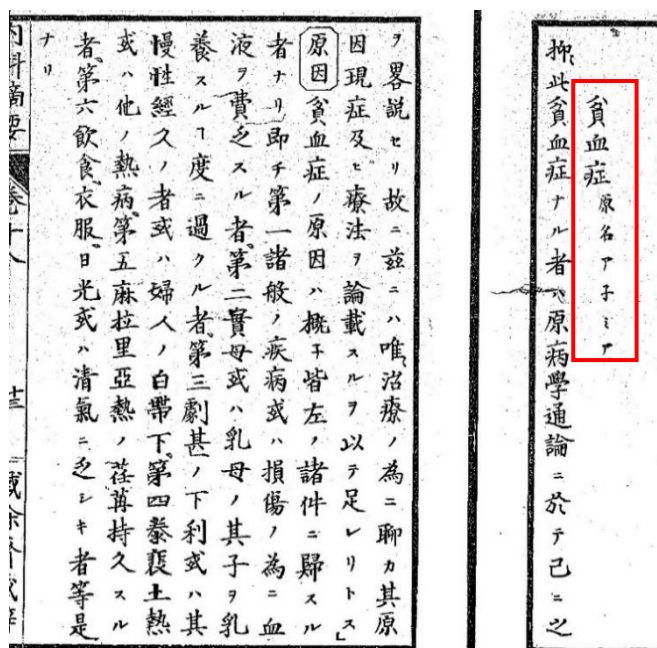 貧血症原名ア子ミア
抑此貧血症ナル者ハ原病學通論ニ於テ已ニ之
ヲ畧説セリ故ニ茲ニハ唯治療ノ為ニ聊カ其原
因現症及ヒ療法ヲ論載スルヲ以テ足レリトス」
原因 貧血症ノ原因ハ概子皆左ノ諸件ニ歸スル
者ナリ即チ第一諸般ノ疾病或ハ損傷ノ為ニ血
液ヲ費乏スル者、第二實母或ハ乳母ノ其子ヲ乳
養スルヿ度ニ過クル者、第三劇甚ノ下利或ハ其
慢性經久ノ者或ハ婦人ノ白帶下、第四泰襄土熱
或ハ他ノ熱病、第五麻拉里亞熱ノ荏苒持久スル
者、第六飲食、衣服、日光或ハ清氣ニ乏シキ者等是
ナリ
内科摘要